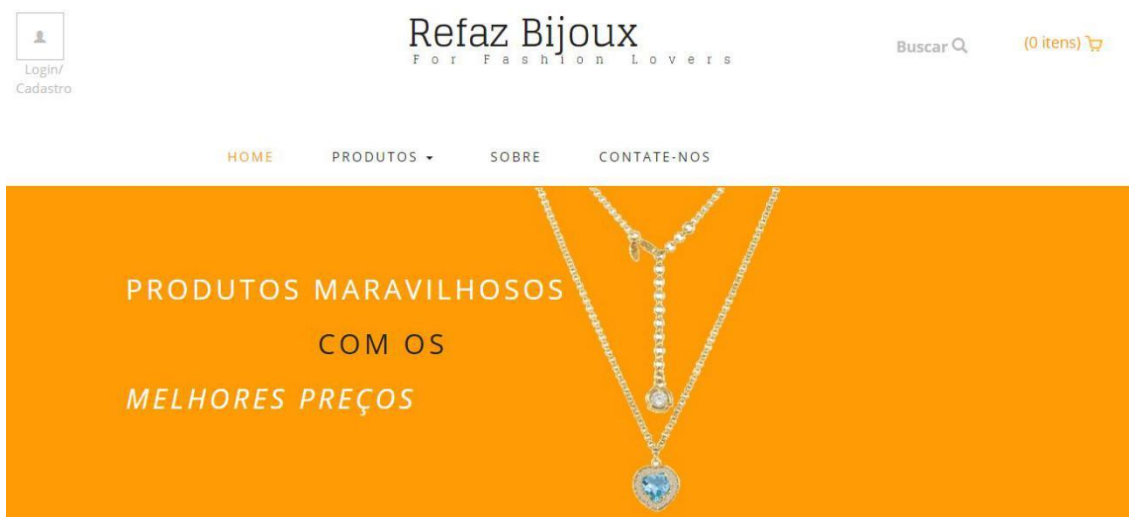 Login/
Cadastro
Refaz Bijoux
For Fashion Lovers
Buscar
(0 itens)
HOME PRODUTOS SOBRE CONTATE-NOS
PRODUTOS MARAVILHOSOS
COM OS
MELHORES PREÇOS